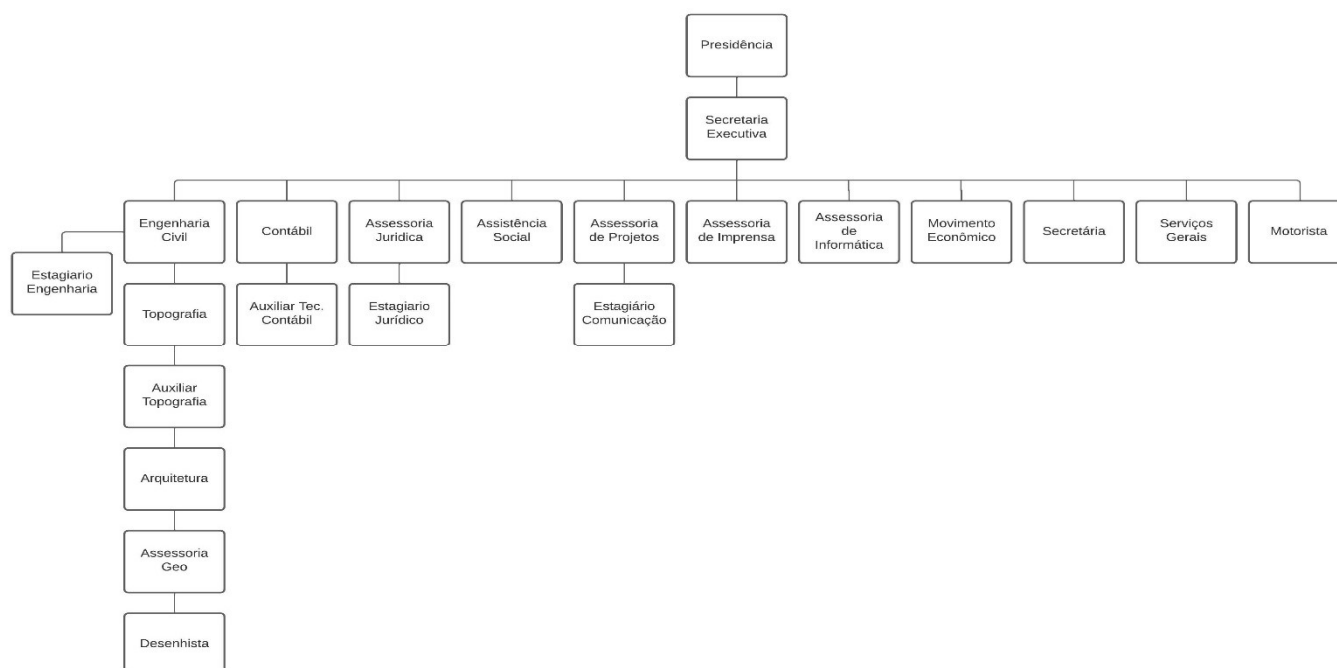 Presidência
Secretaria
Executiva
Engenharia
Civil
Contábil
Assessoria
Juridica
Assistência
Social
Assessoria
de Projetos
Assessoria
de Imprensa
Assessoria
de
Informática
Movimento
Econômico
Secretária
Serviços
Gerais
Motorista
Estagiario
Engenharia
Topografia
Auxiliar Tec.
Contábil
Estagiario
Jurídico
Estagiário
Comunicação
Auxiliar
Topografia
Arquitetura
Assessoria
Geo
Desenhista